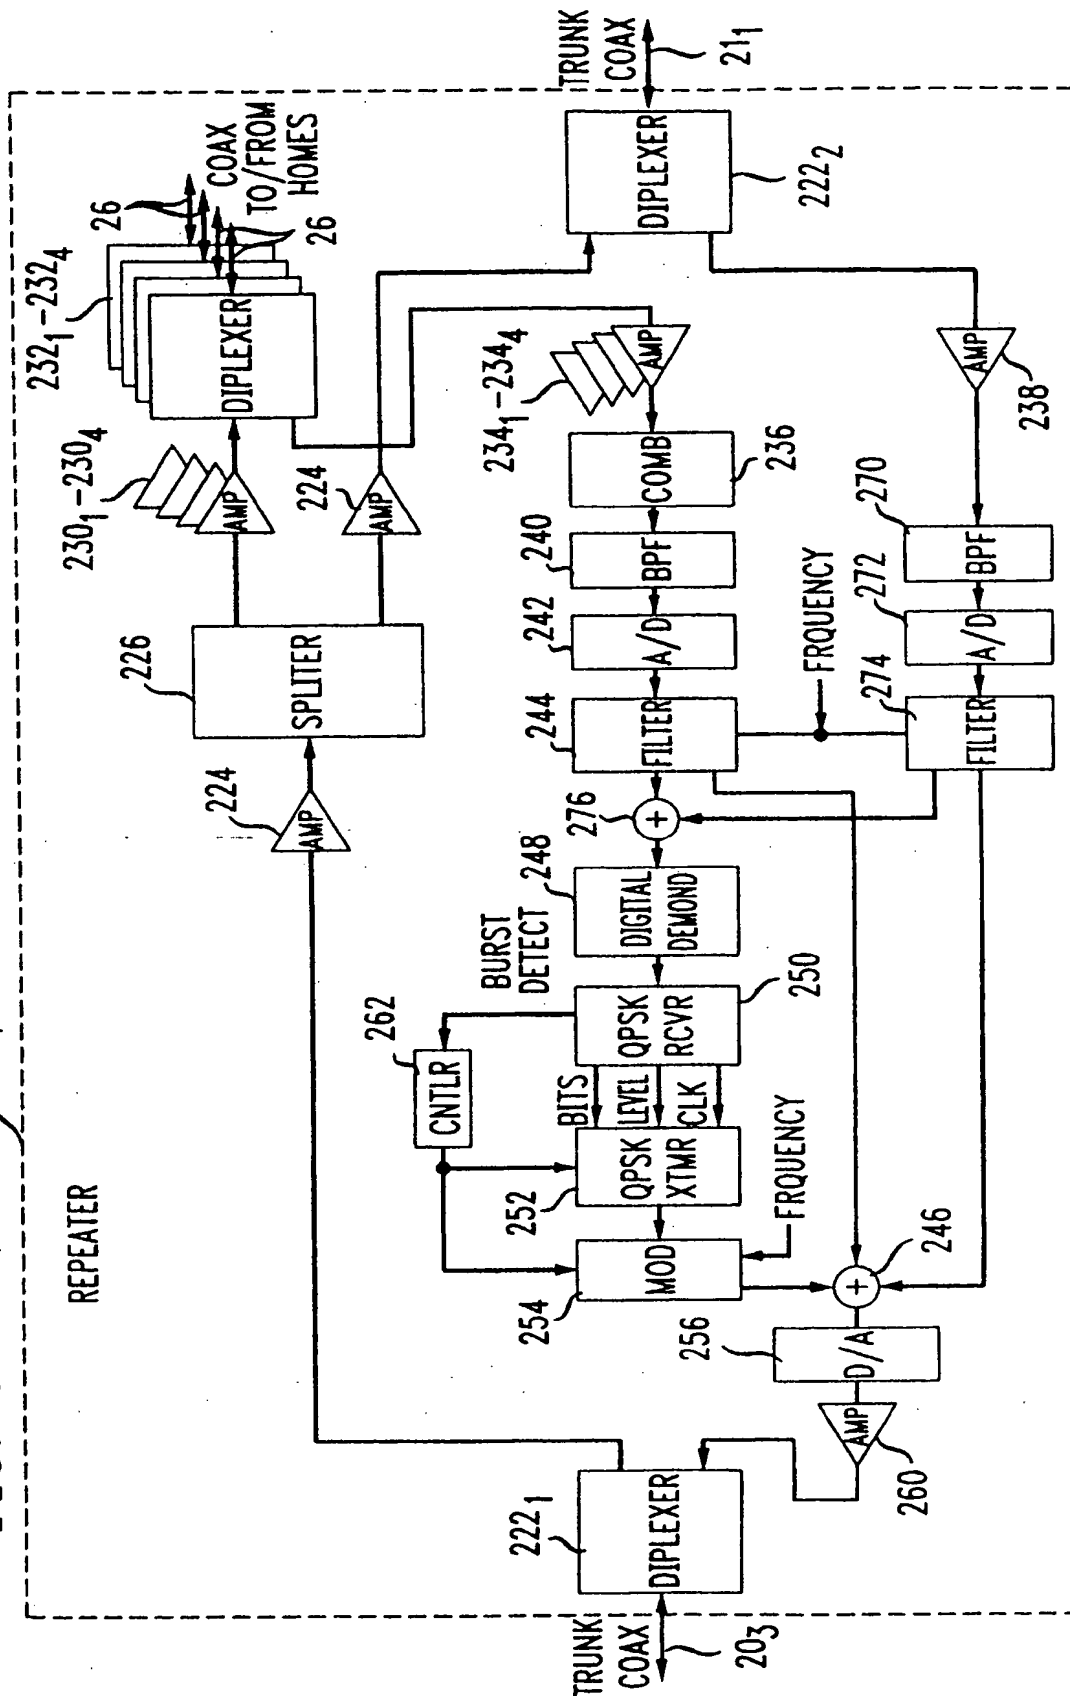 REPEATER
TRUNK
COAX
20₃
222₁
DIPLEXER
224
AMP
226
SPLITER
230₁-230₄
AMP
224
AMP
232₁-232₄
DIPLEXER
26
COAX
TO/FROM
HOMES
26
TRUNK
COAX
21₁
DIPLEXER
222₂
234₁-234₄
AMP
COMB
236
240
BPF
242
A/D
244
FILTER
276
+
248
DIGITAL
DEMOND
BURST
DETECT
QPSK
RCVR
250
262
CNTLR
BITS
LEVEL
CLK
252
QPSK
XTMR
254
MOD
FRQUENCY
AMP
238
270
BPF
272
A/D
274
FILTER
FRQUENCY
+
246
256
D/A
AMP
260